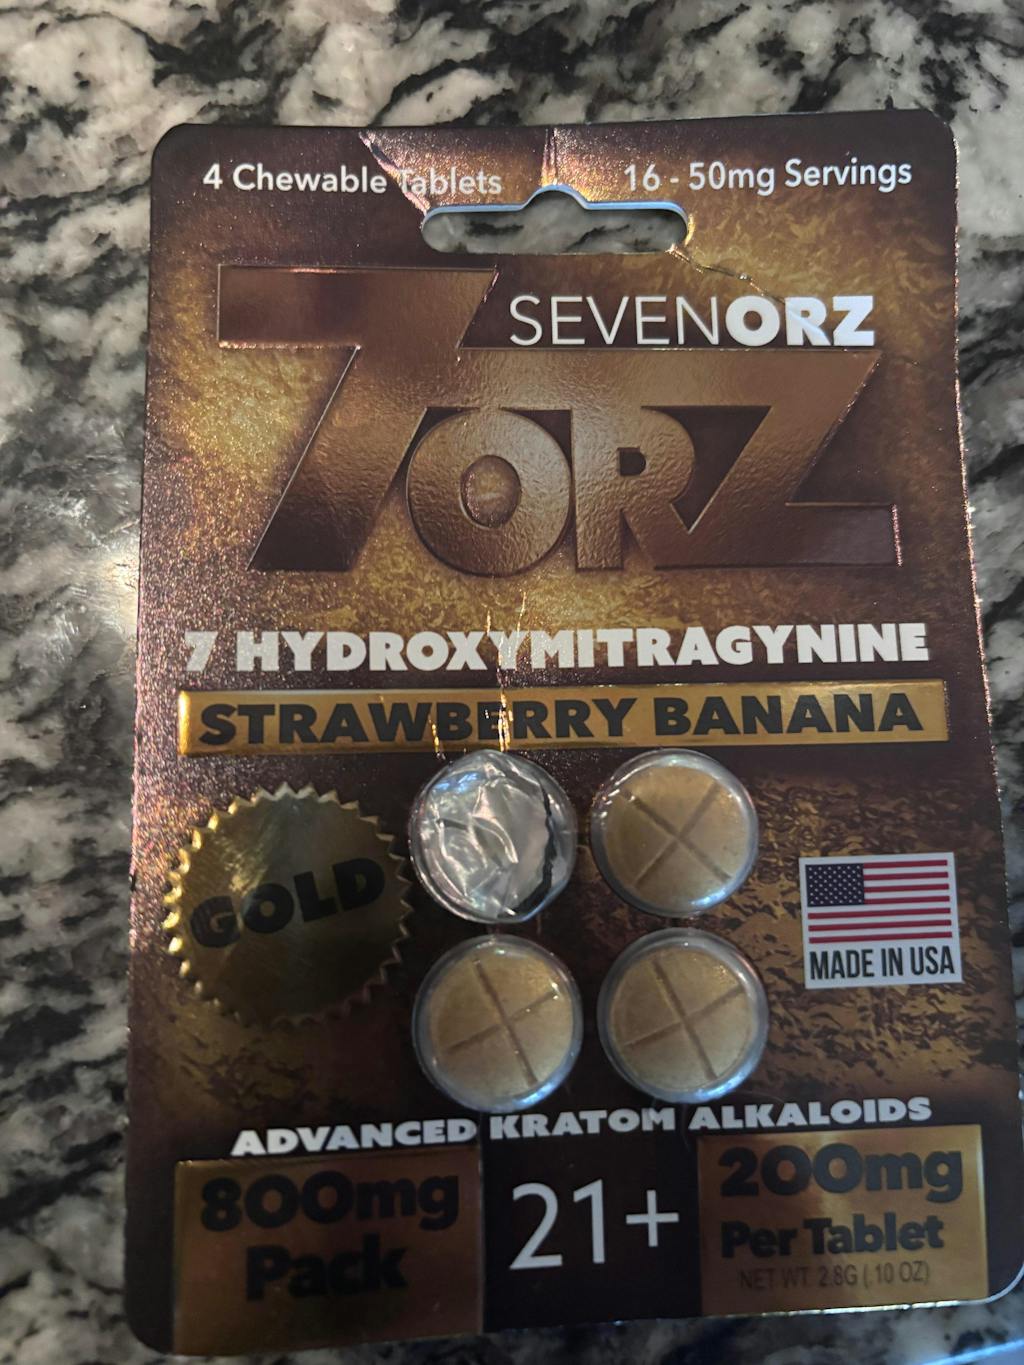 4 Chewable Tablets
16 - 50mg Servings
SEVENORZ
7ORZ
7 HYDROXYMITRAGYNINE
STRAWBERRY BANANA
GOLD
MADE IN USA
ADVANCED KRATOM ALKALOIDS
800mg
Pack
21+
200mg
Per Tablet
NET WT. 2.8G (.10 OZ)